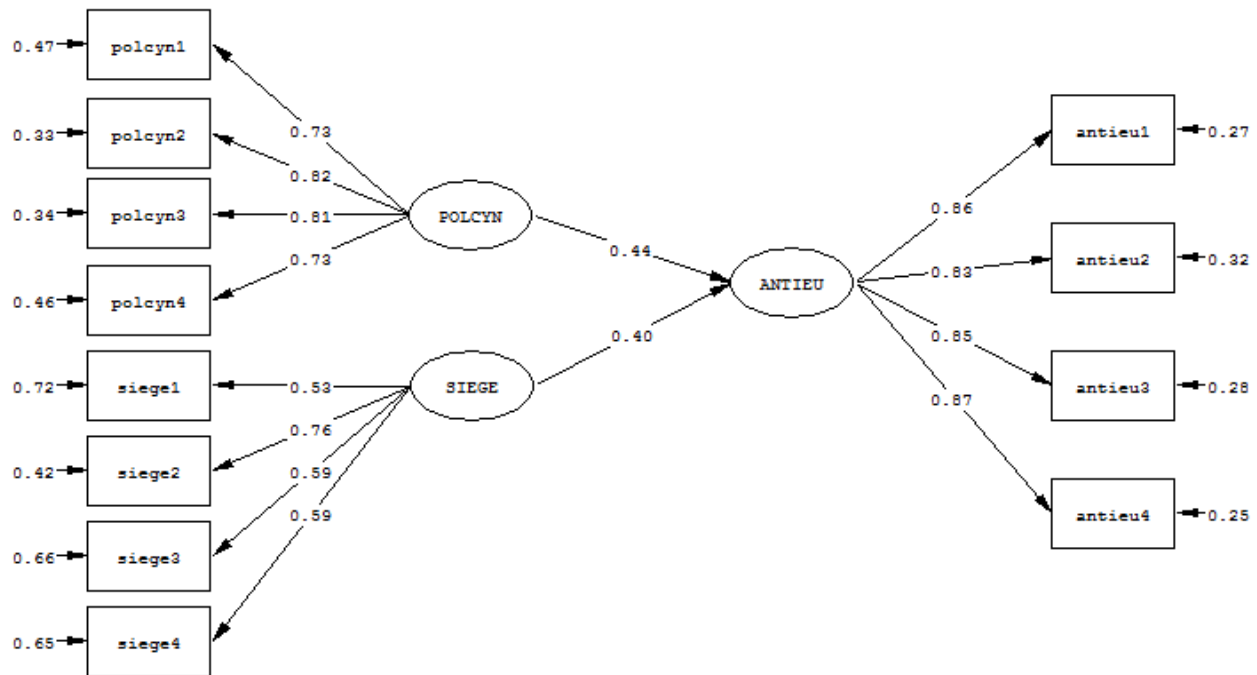 0.47 polcyn1
0.33 polcyn2
0.34 polcyn3
0.46 polcyn4
0.72 siege1
0.42 siege2
0.66 siege3
0.65 siege4
0.73
0.82
0.81
0.73
0.53
0.76
0.59
0.59
POLCYN
SIEGE
0.44
0.40
ANTIEU
0.86
0.83
0.85
0.87
antieu1 0.27
antieu2 0.32
antieu3 0.28
antieu4 0.25